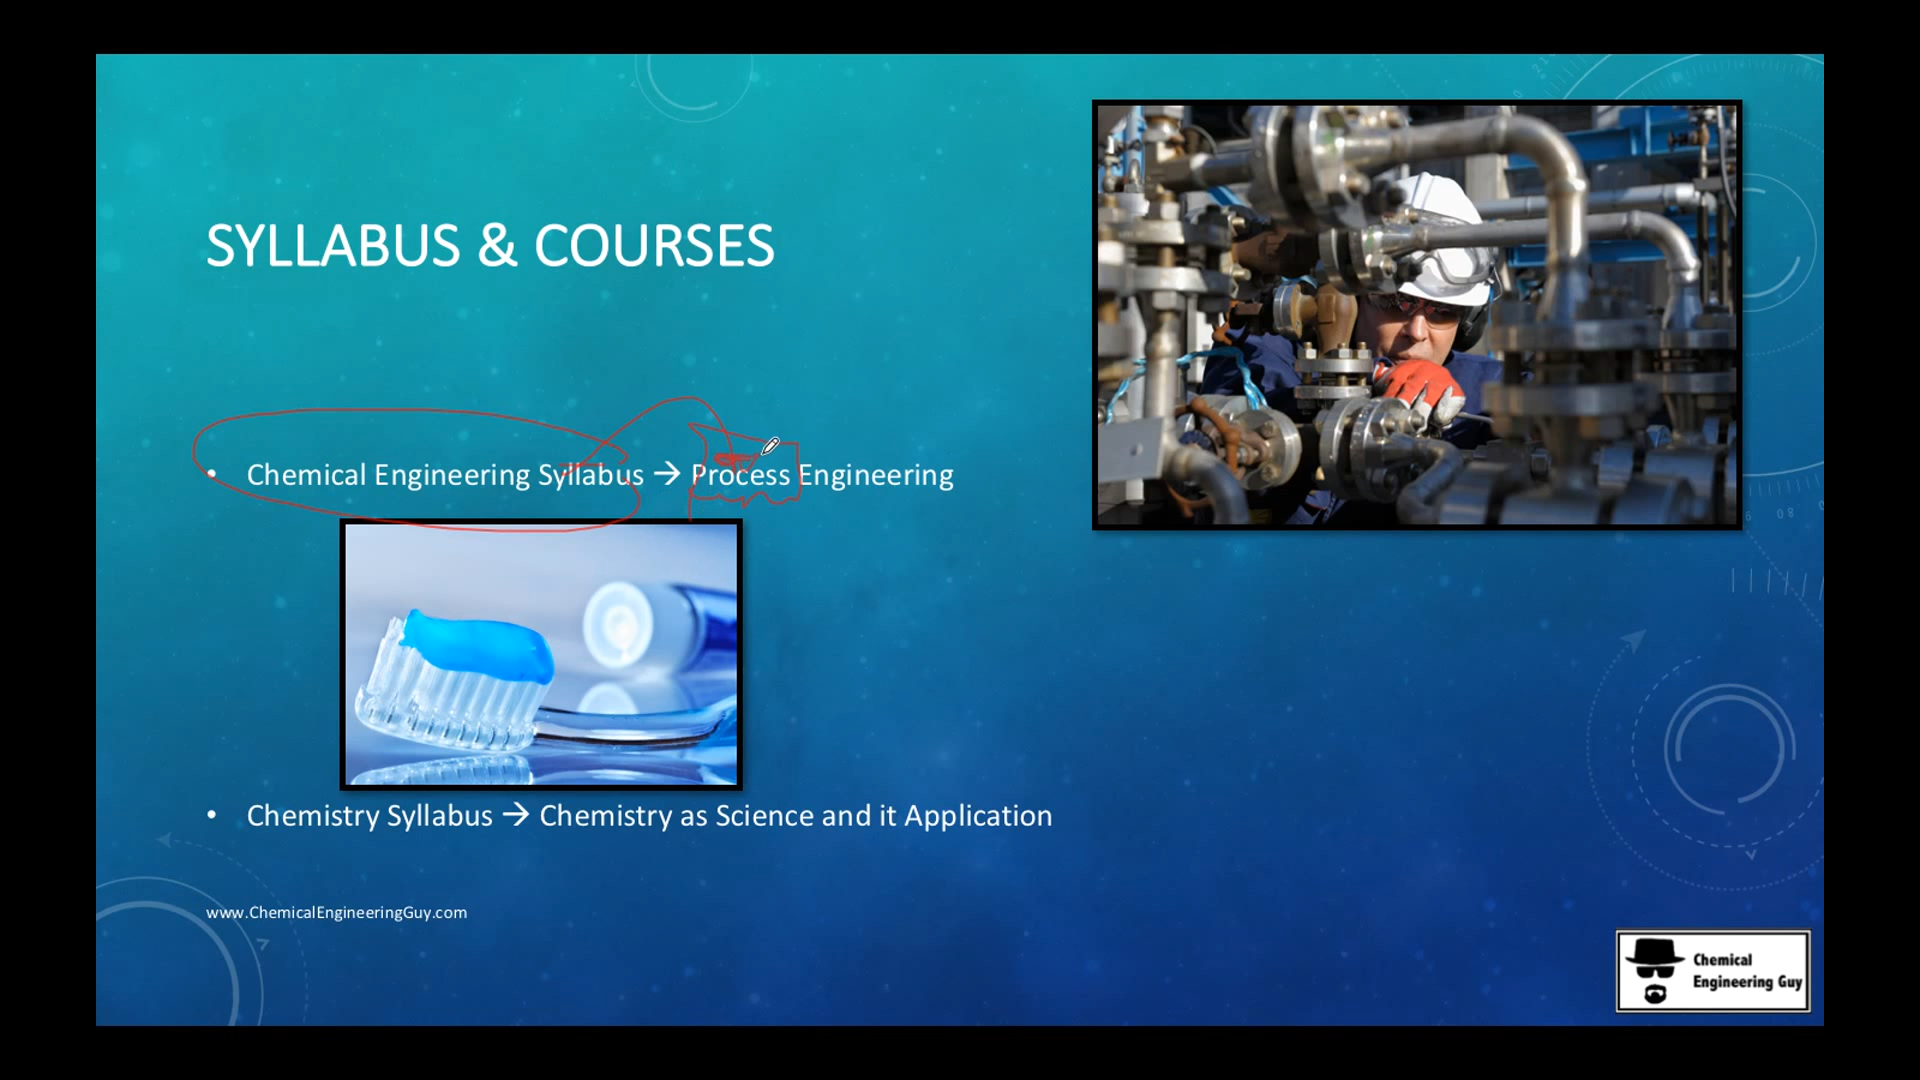 SYLLABUS & COURSES
• Chemical Engineering Syllabus → Process Engineering
• Chemistry Syllabus → Chemistry as Science and it Application
www.ChemicalEngineeringGuy.com
Chemical
Engineering Guy